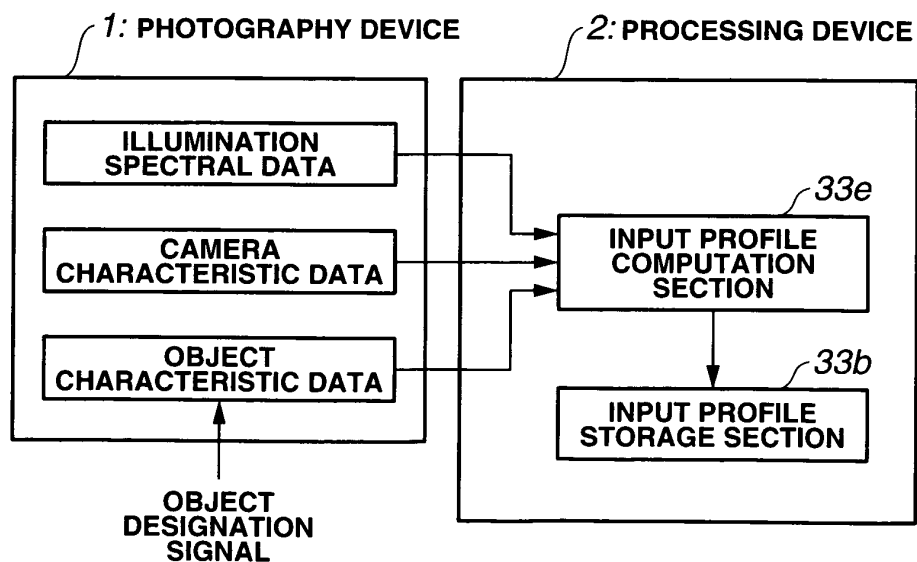 1: PHOTOGRAPHY DEVICE
ILLUMINATION
SPECTRAL DATA
CAMERA
CHARACTERISTIC DATA
OBJECT
CHARACTERISTIC DATA
OBJECT
DESIGNATION
SIGNAL
2: PROCESSING DEVICE
33e
INPUT PROFILE
COMPUTATION
SECTION
33b
INPUT PROFILE
STORAGE SECTION